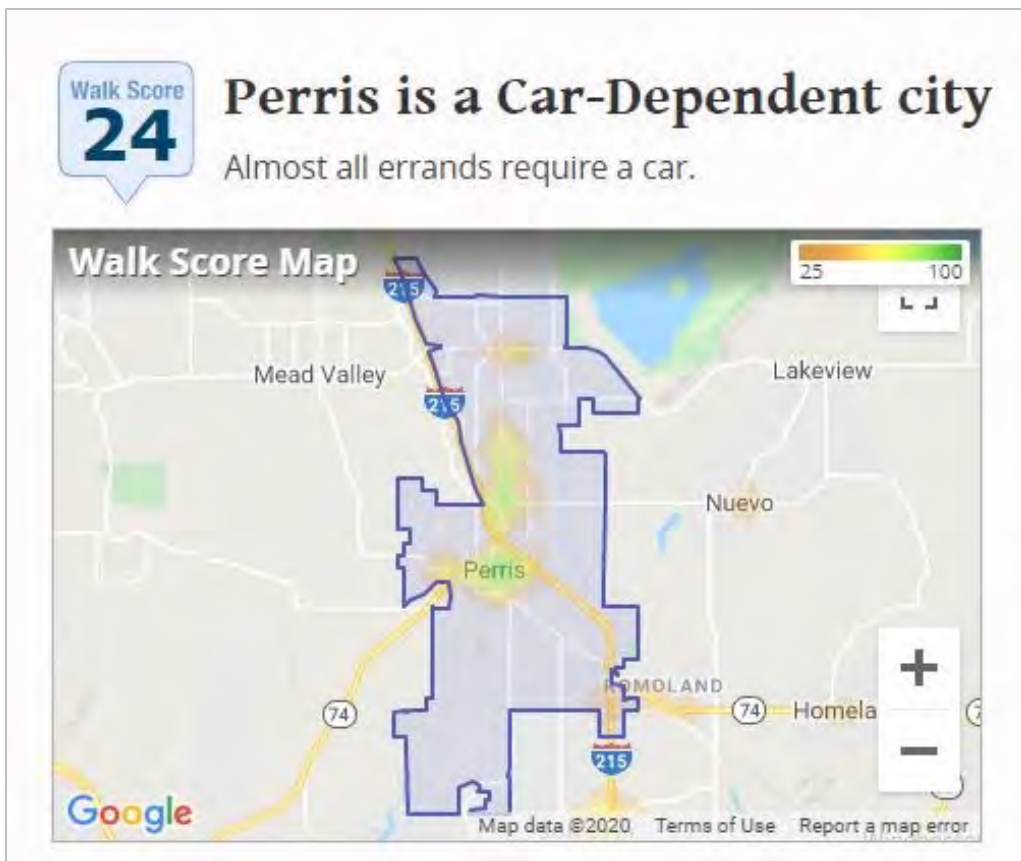 Walk Score
24
Perris is a Car-Dependent city
Almost all errands require a car.
Walk Score Map
25 100
215
Mead Valley
Lakeview
215
Nuevo
Perris
ROMOLAND
74
74
Homela
215
Google
Map data ©2020 Terms of Use Report a map error